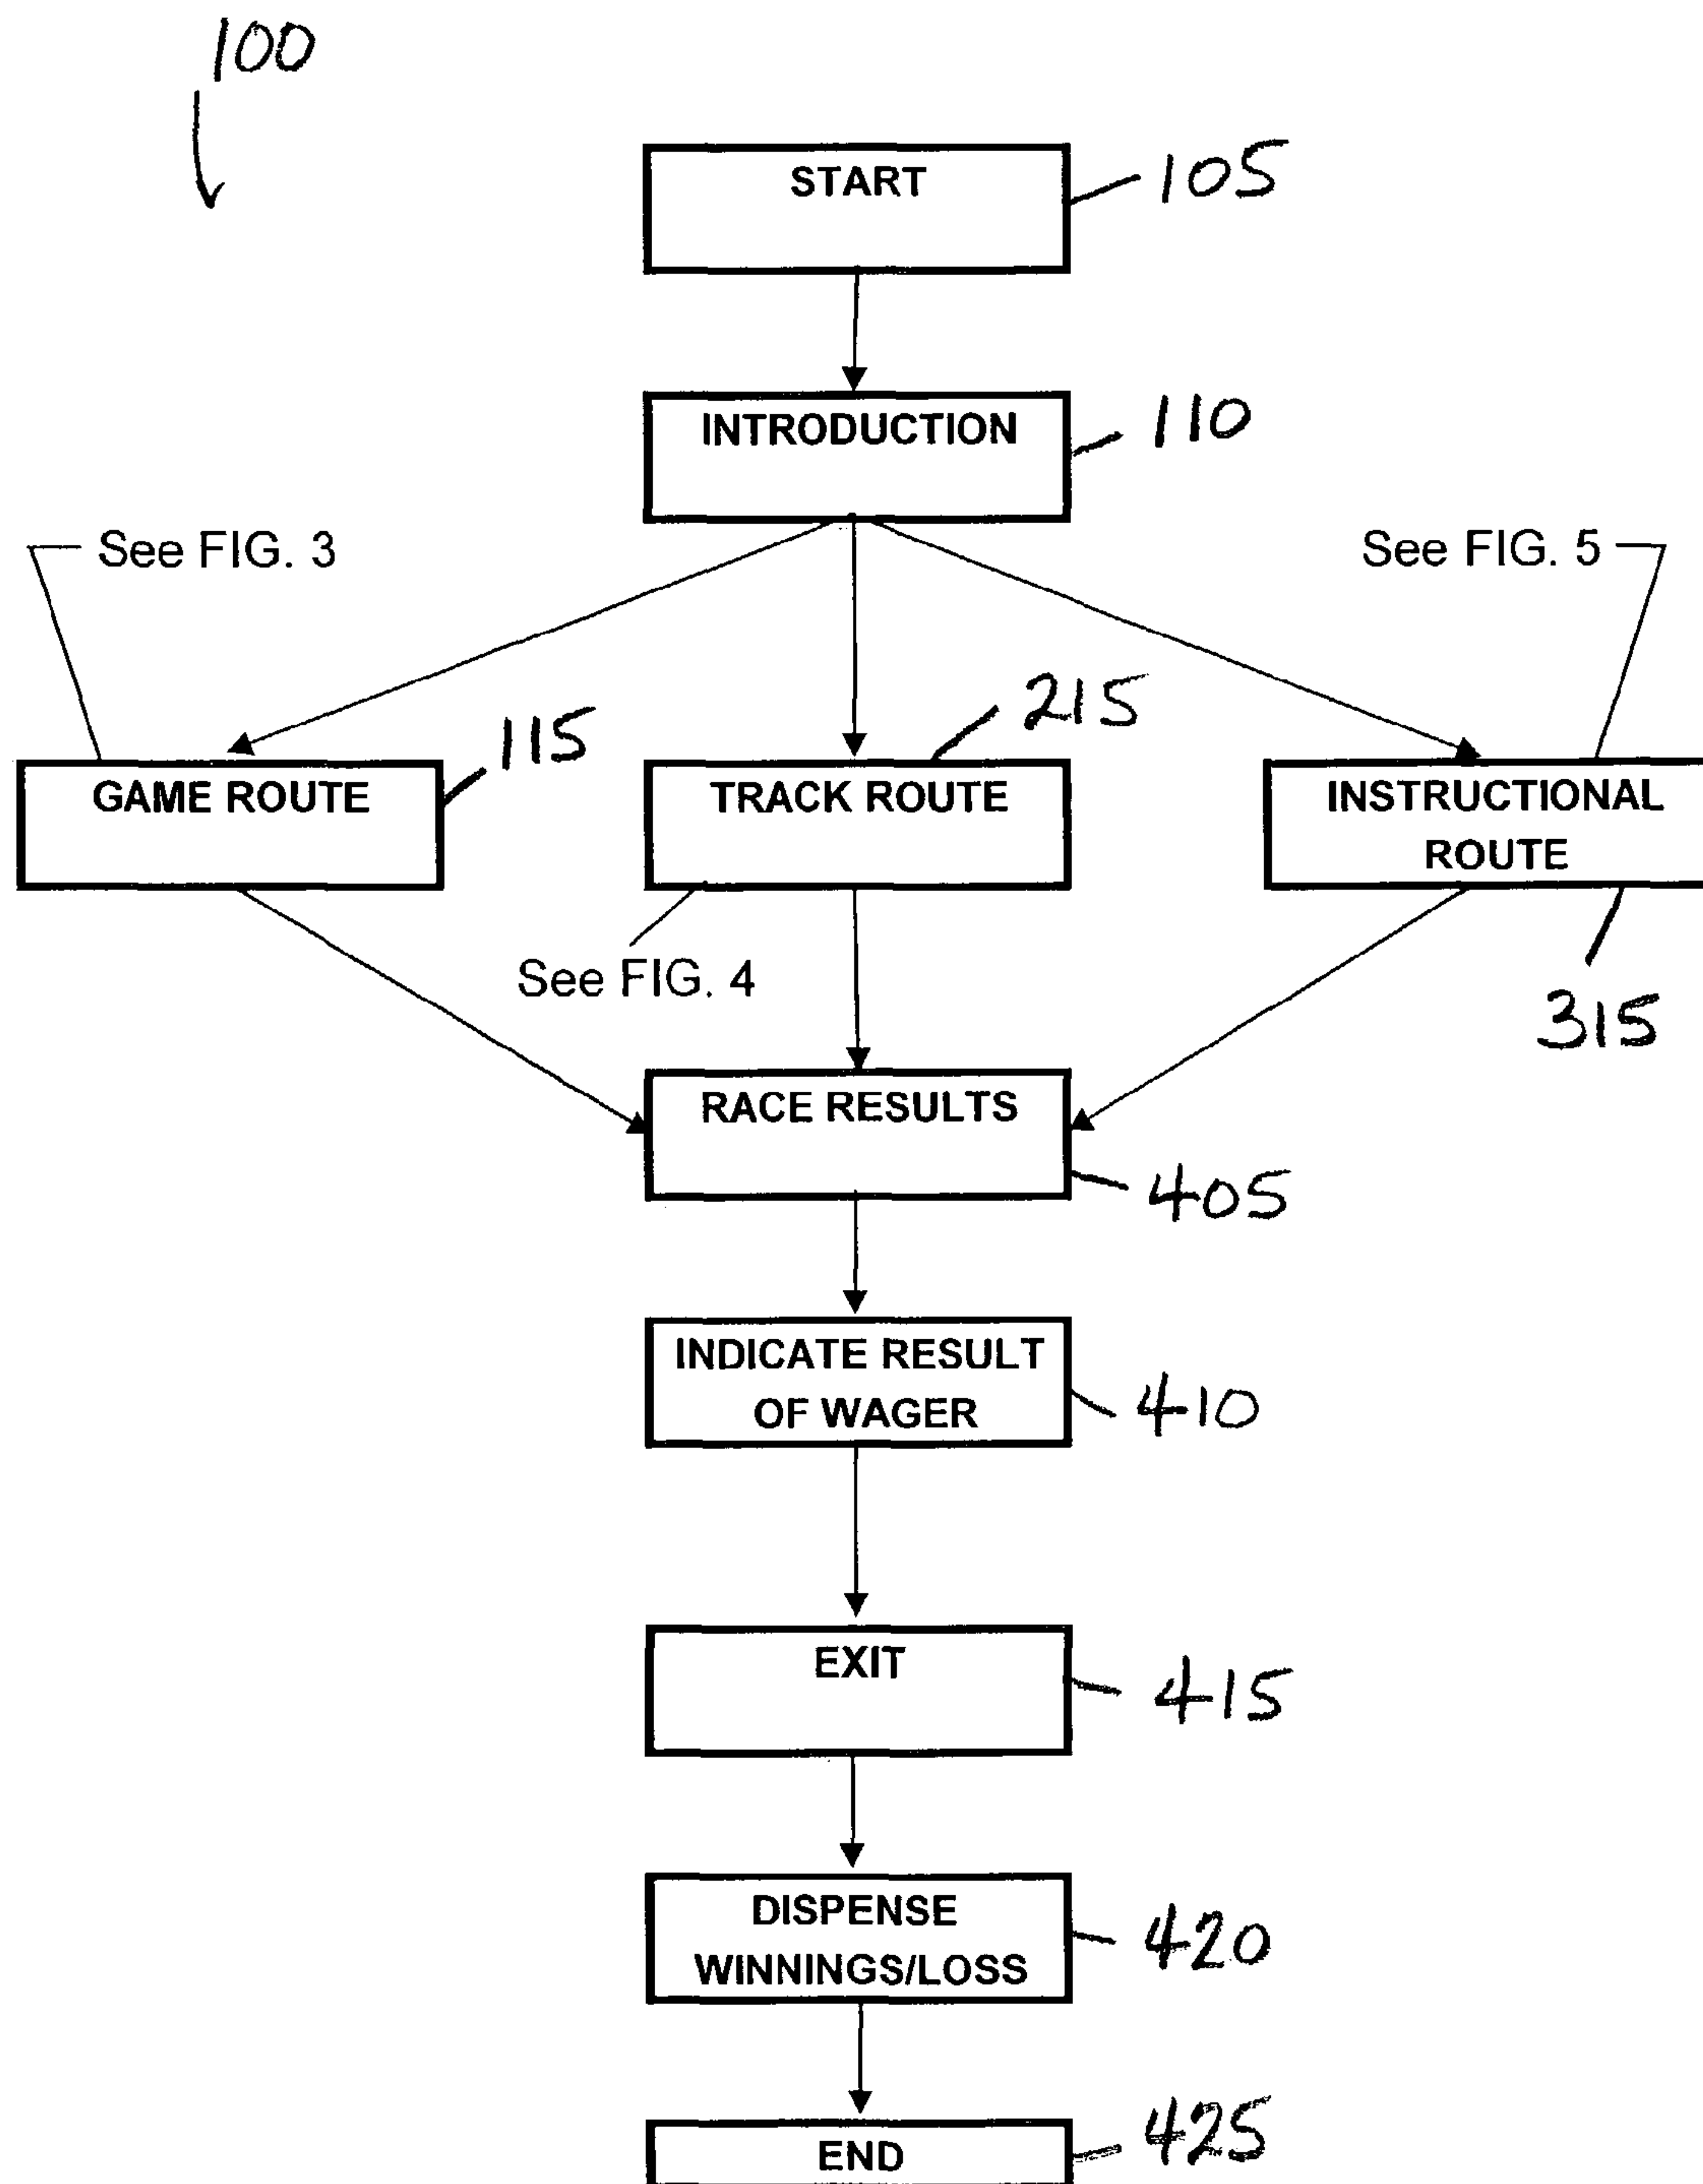 100
START
105
INTRODUCTION
110
See FIG. 3
See FIG. 5
GAME ROUTE
115
TRACK ROUTE
215
INSTRUCTIONAL
ROUTE
315
See FIG. 4
RACE RESULTS
405
INDICATE RESULT
OF WAGER
410
EXIT
415
DISPENSE
WINNINGS/LOSS
420
END
425